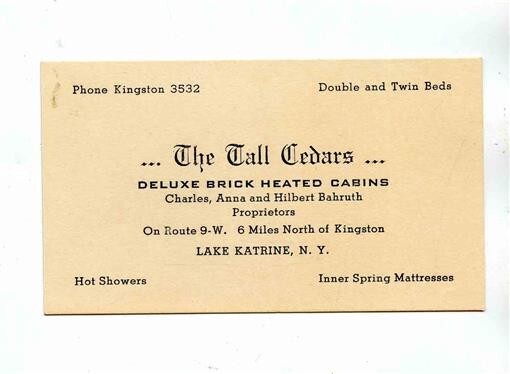 Phone Kingston 3532
Double and Twin Beds
... The Tall Cedars ...
DELUXE BRICK HEATED CABINS
Charles, Anna and Hilbert Bahruth
Proprietors
On Route 9-W. 6 Miles North of Kingston
LAKE KATRINE, N. Y.
Hot Showers
Inner Spring Mattresses